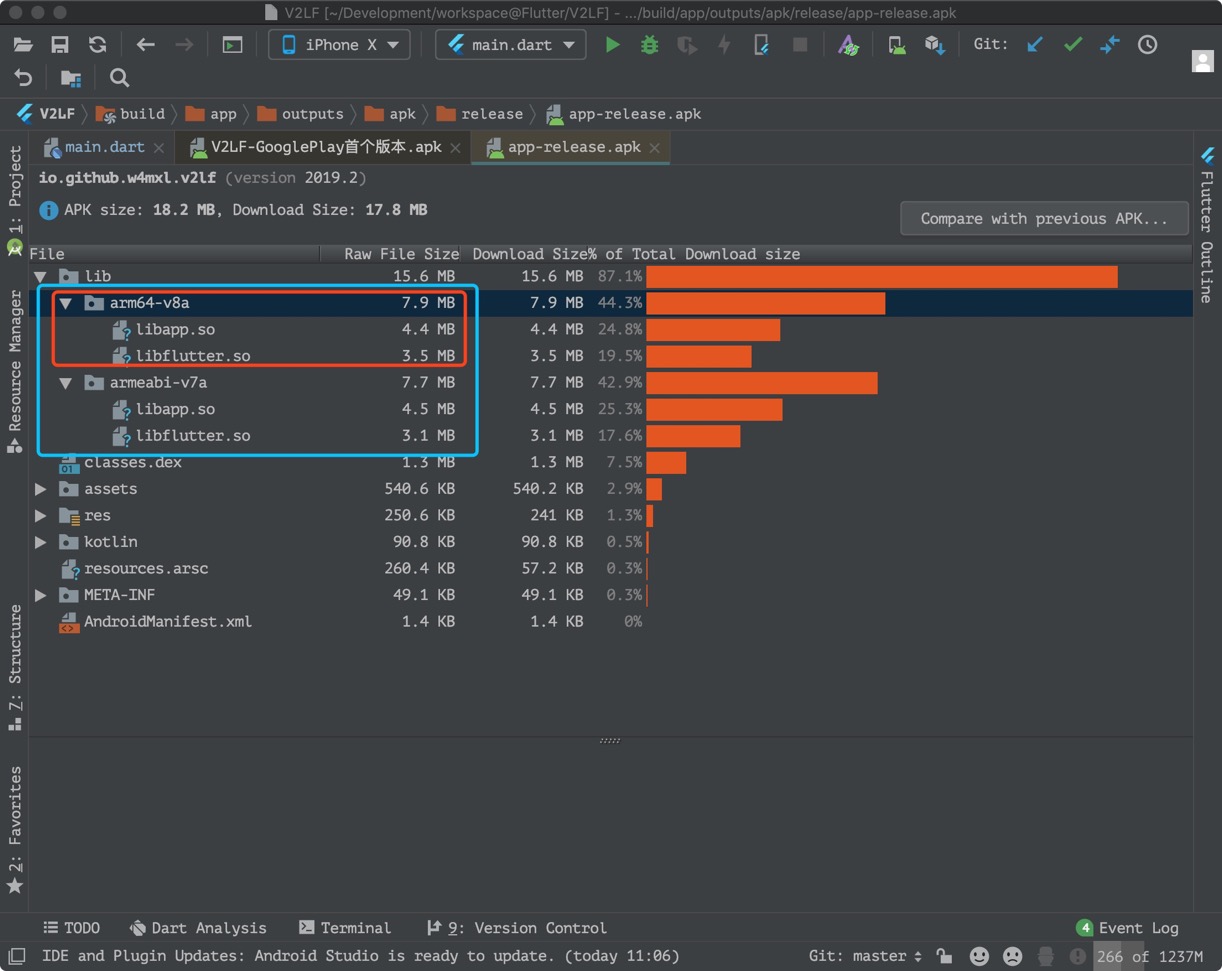 V2LF [~/Development/workspace@Flutter/V2LF] - .../build/app/outputs/apk/release/app-release.apk
iPhone X
main.dart
Git:
V2LF
build
app
outputs
apk
release
app-release.apk
main.dart
V2LF-GooglePlay首个版本.apk
app-release.apk
io.github.w4mxl.v2lf (version 2019.2)
APK size: 18.2 MB, Download Size: 17.8 MB
Compare with previous APK...
File Raw File Size Download Size % of Total Download size
lib 15.6 MB 15.6 MB 87.1%
arm64-v8a 7.9 MB 7.9 MB 44.3%
libapp.so 4.4 MB 4.4 MB 24.8%
libflutter.so 3.5 MB 3.5 MB 19.5%
armeabi-v7a 7.7 MB 7.7 MB 42.9%
libapp.so 4.5 MB 4.5 MB 25.3%
libflutter.so 3.1 MB 3.1 MB 17.6%
classes.dex 1.3 MB 1.3 MB 7.5%
assets 540.6 KB 540.2 KB 2.9%
res 250.6 KB 241 KB 1.3%
kotlin 90.8 KB 90.8 KB 0.5%
resources.arsc 260.4 KB 57.2 KB 0.3%
META-INF 49.1 KB 49.1 KB 0.3%
AndroidManifest.xml 1.4 KB 1.4 KB 0%
1: Project
Resource Manager
Z: Structure
2: Favorites
Flutter Outline
TODO
Dart Analysis
Terminal
9: Version Control
4 Event Log
IDE and Plugin Updates: Android Studio is ready to update. (today 11:06)
Git: master
266 of 1237M